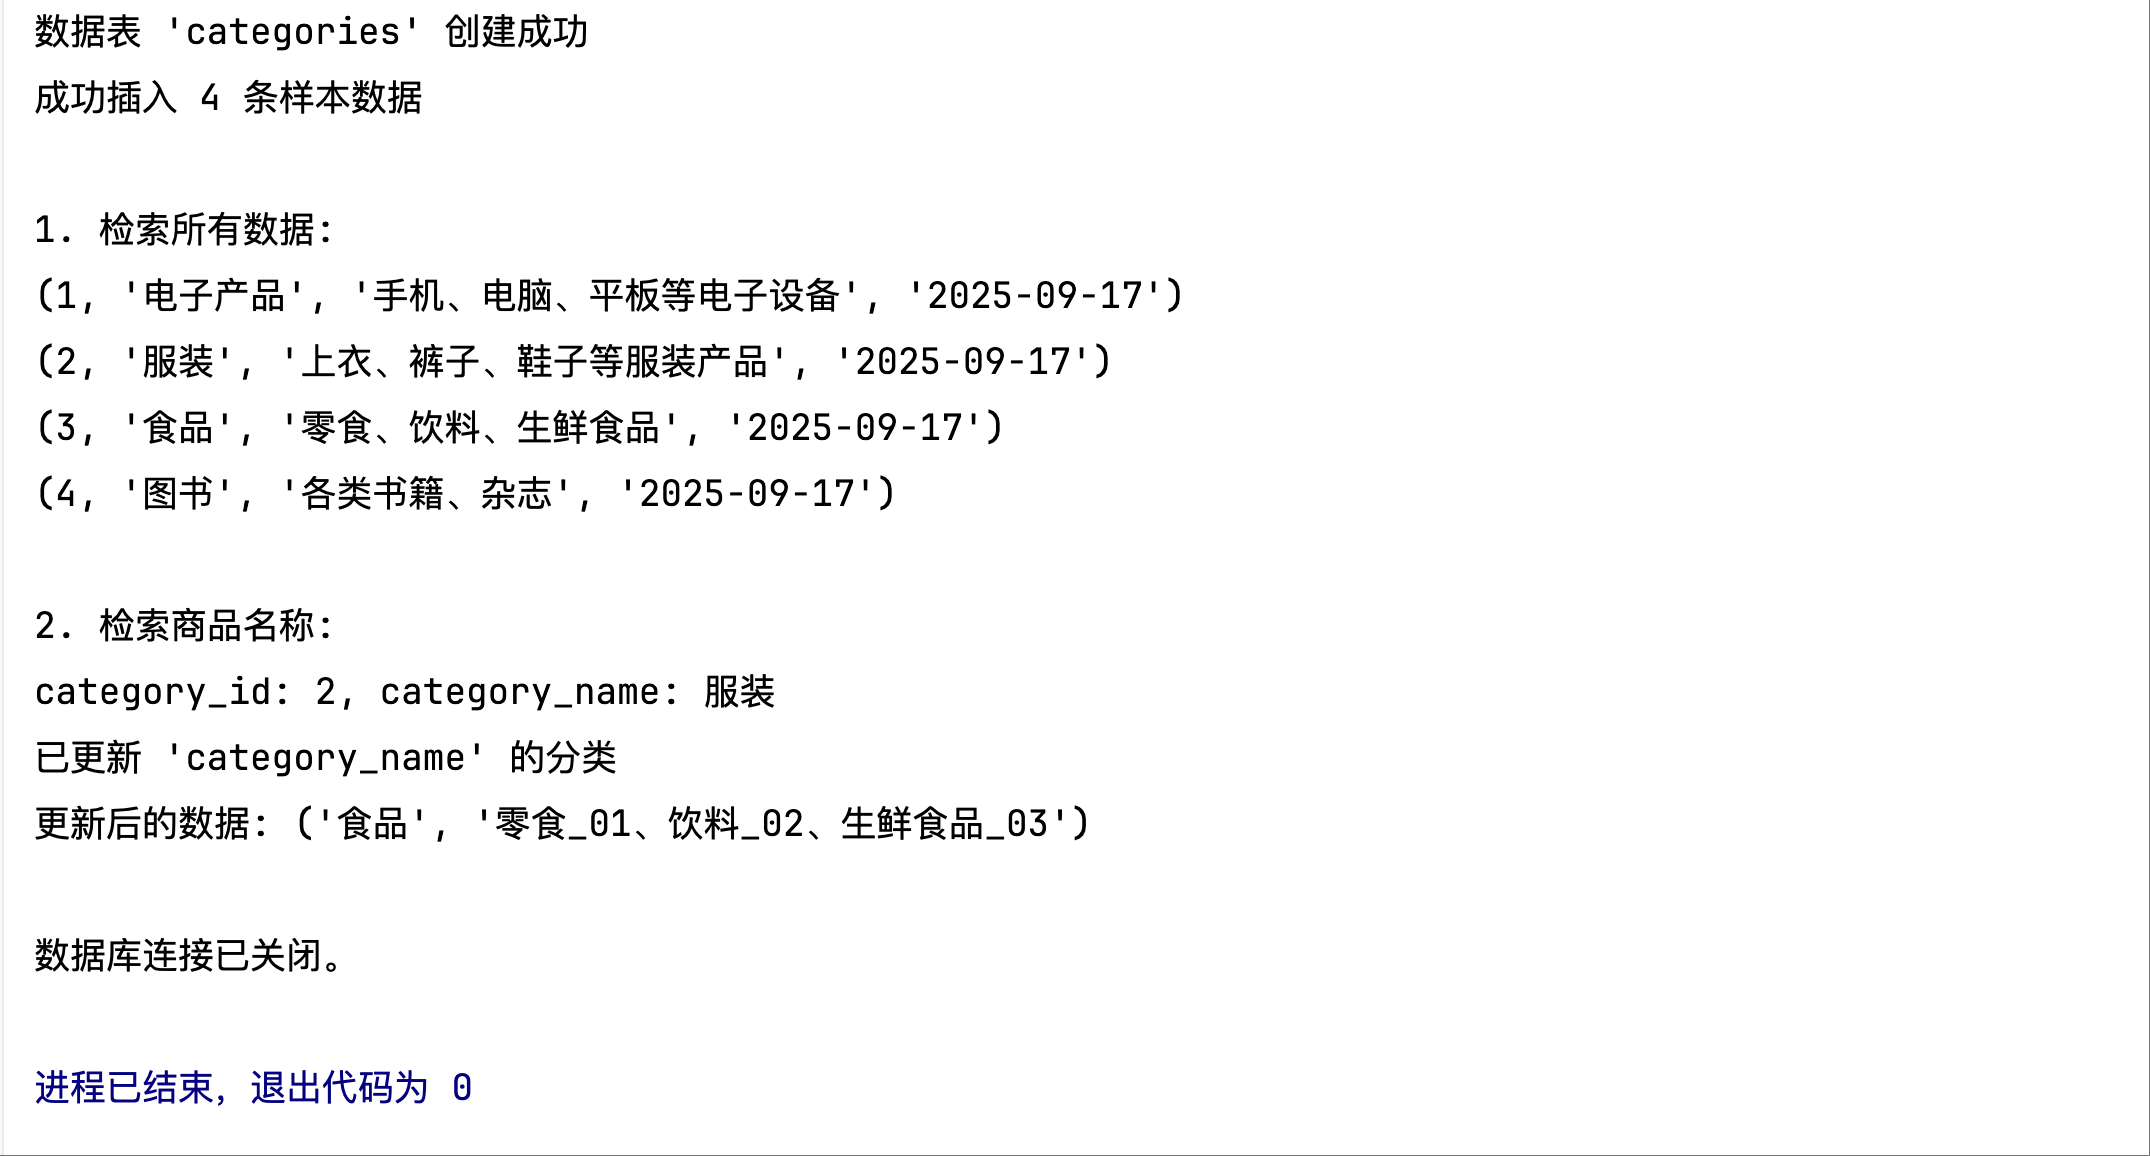 数据表 'categories' 创建成功
成功插入 4 条样本数据
1. 检索所有数据:
(1, '电子产品', '手机、电脑、平板等电子设备', '2025-09-17')
(2, '服装', '上衣、裤子、鞋子等服装产品', '2025-09-17')
(3, '食品', '零食、饮料、生鲜食品', '2025-09-17')
(4, '图书', '各类书籍、杂志', '2025-09-17')
2. 检索商品名称:
category_id: 2, category_name: 服装
已更新 'category_name' 的分类
更新后的数据: ('食品', '零食_01、饮料_02、生鲜食品_03')
数据库连接已关闭。
进程已结束，退出代码为 0